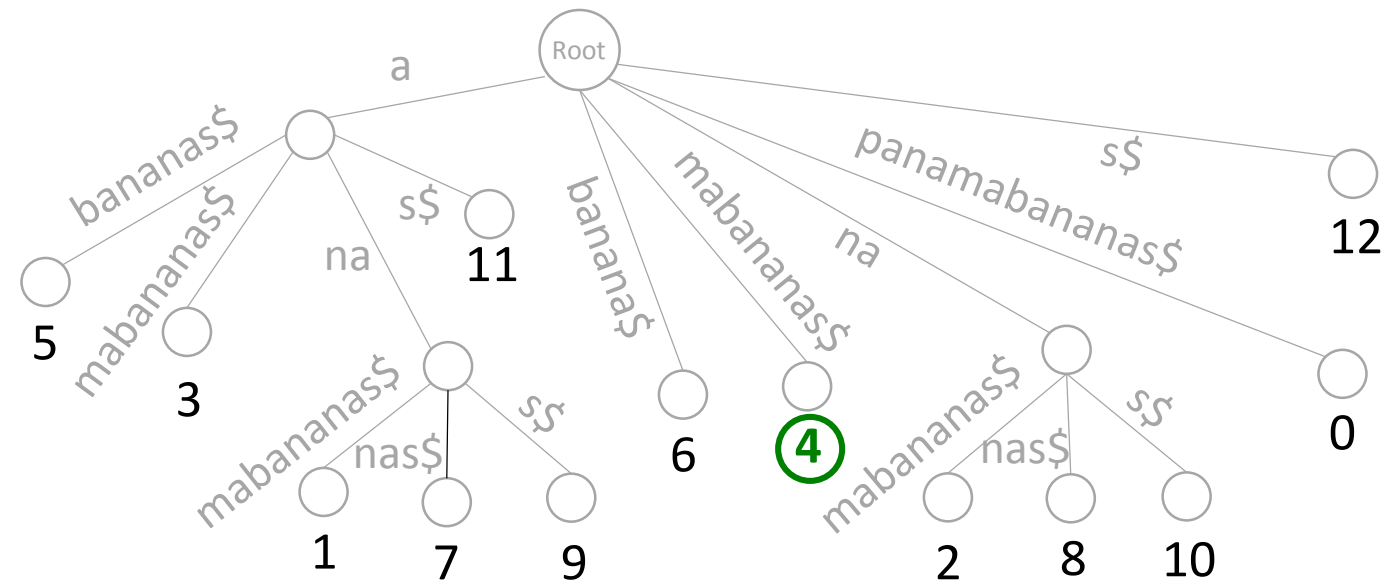 Root
a
bananas$
mabananas$
na
s$
banana$
mabananas$
na
panamabananas$
s$
5
3
11
12
mabananas$
nas$
s$
6
4
mabananas$
nas$
s$
0
1
7
9
2
8
10